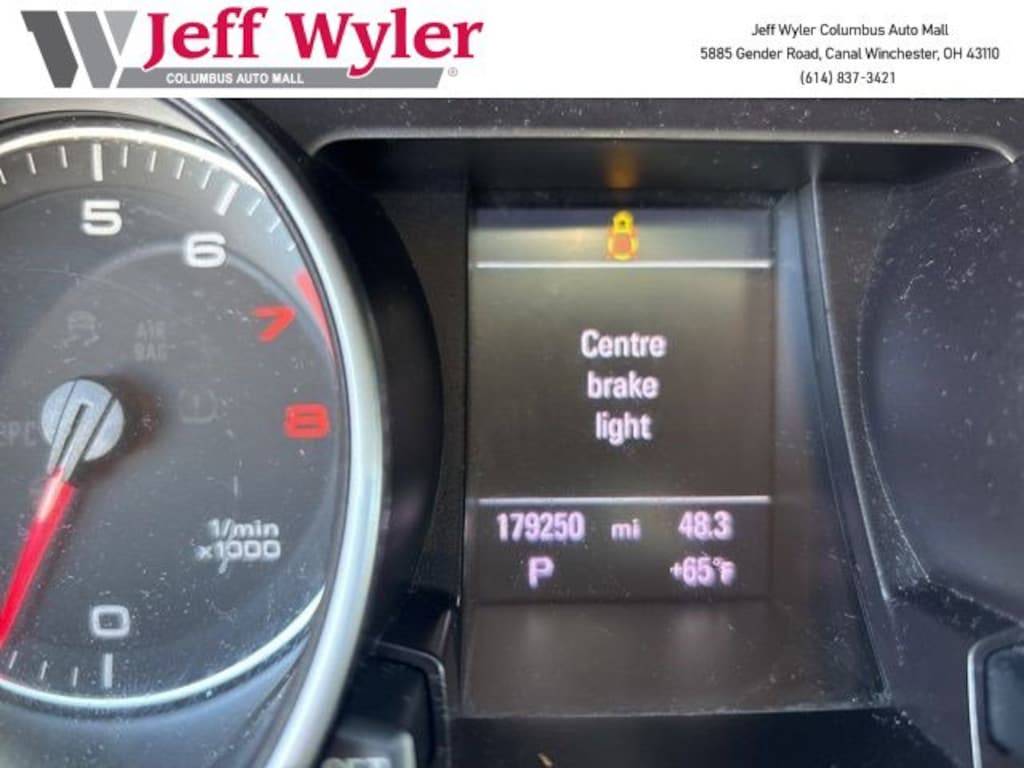 Jeff Wyler
COLUMBUS AUTO MALL
®
Jeff Wyler Columbus Auto Mall
5885 Gender Road, Canal Winchester, OH 43110
(614) 837-3421
5
6
7
8
AIR
BAG
EPC
1/min
x1000
0
Centre
brake
light
179250 mi 48.3
P +65°F